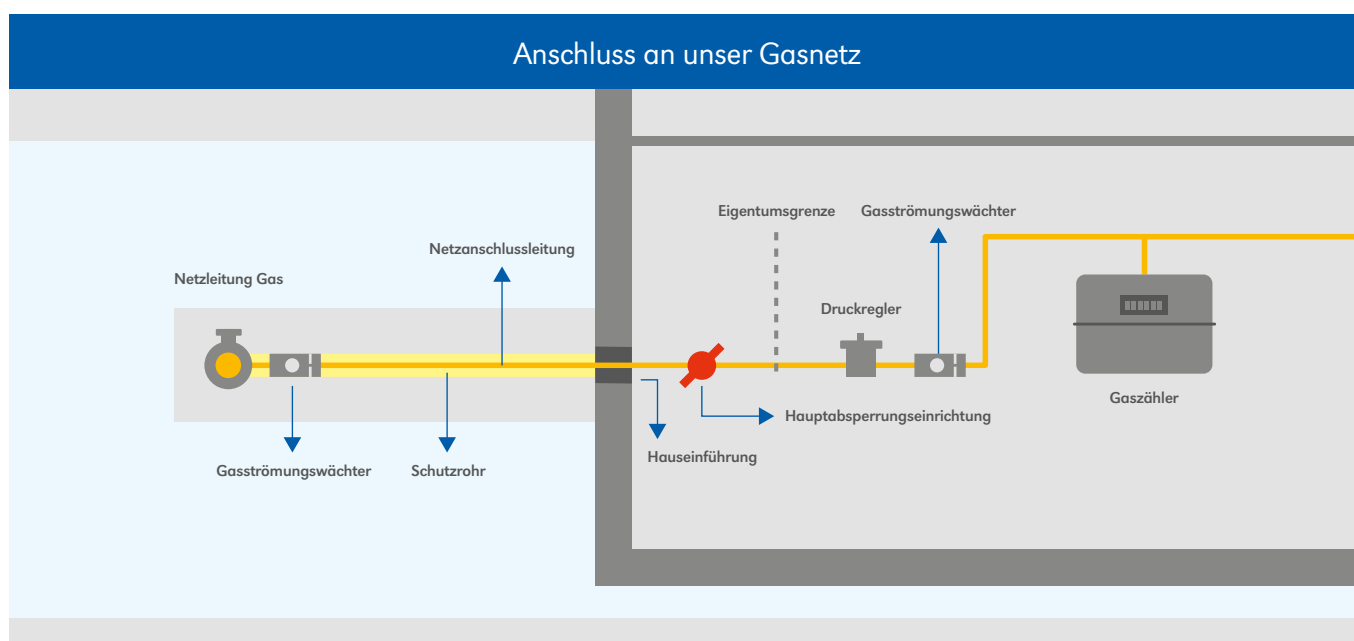 Anschluss an unser Gasnetz
Eigentumsgrenze
Gasströmungswächter
Netzanschlussleitung
Netzleitung Gas
Druckregler
Gaszähler
Hauptabsperrungseinrichtung
Hauseinführung
Gasströmungswächter
Schutzrohr